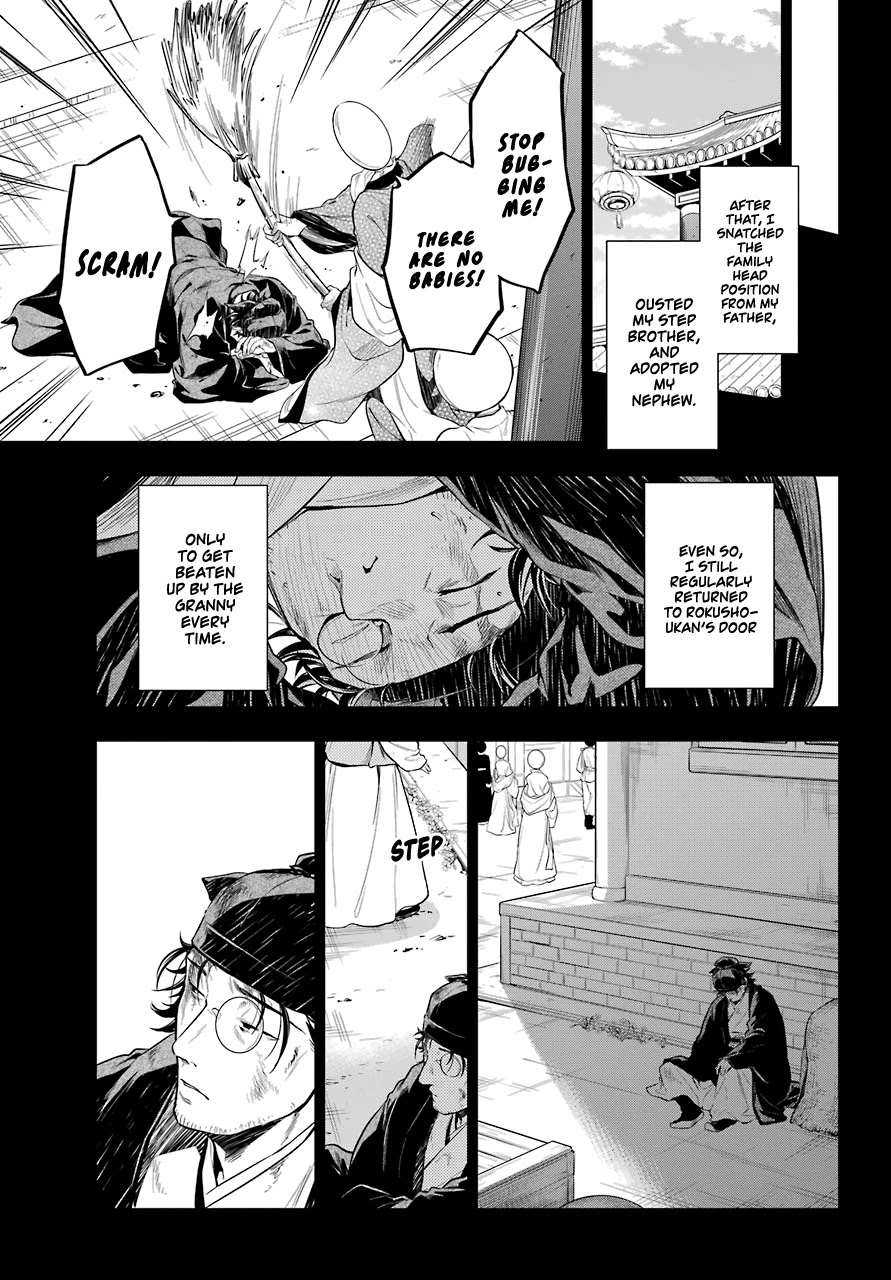 AFTER
THAT, I
SNATCHED
THE
FAMILY
HEAD
POSITION
FROM MY
FATHER,
OUSTED
MY STEP
BROTHER,
AND
ADOPTED
MY
NEPHEW.
STOP
BUG-
GING
ME!
THERE
ARE NO
BABIES!
SCRAM!
EVEN SO,
I STILL
REGULARLY
RETURNED
TO ROKUSHO-
UKAN'S DOOR
ONLY
TO GET
BEATEN
UP BY THE
GRANNY
EVERY
TIME.
STEP